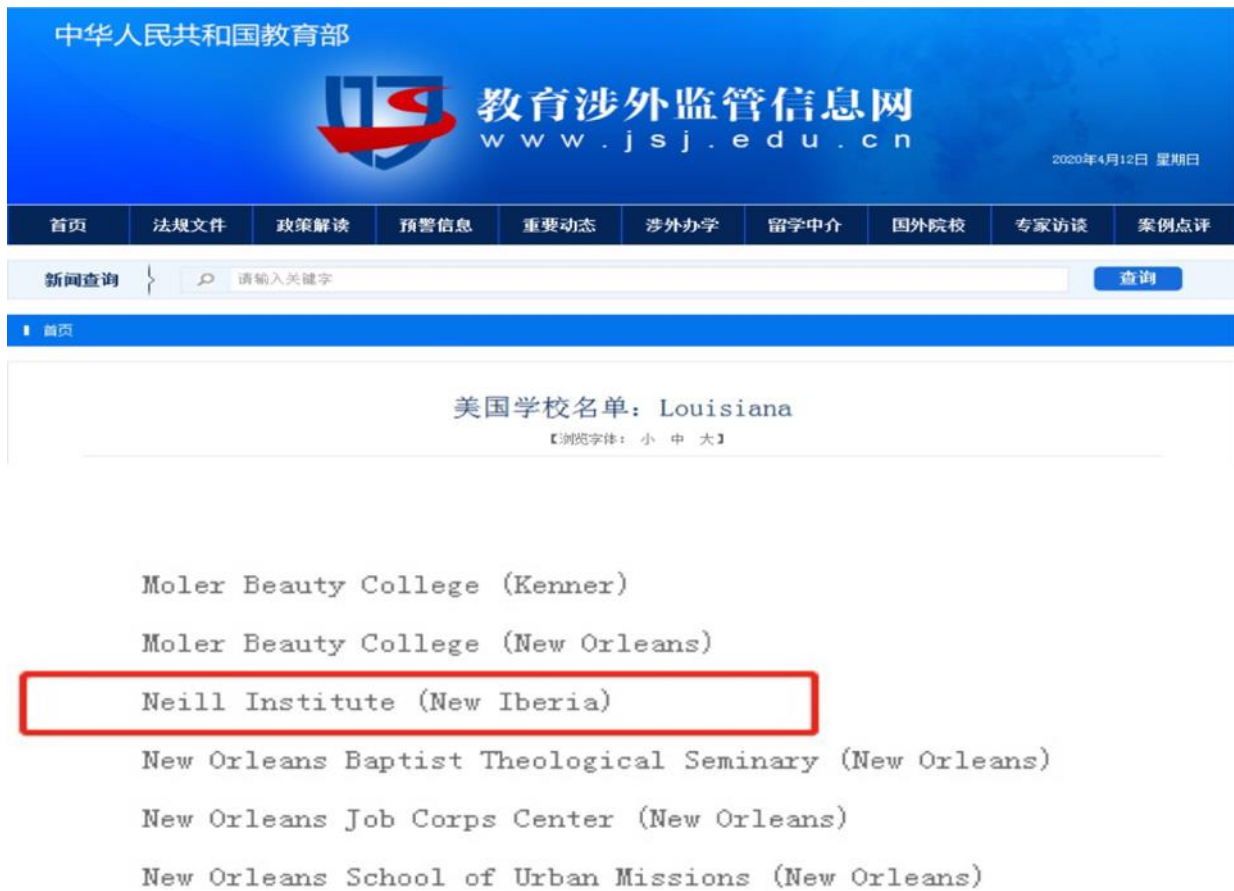 中华人民共和国教育部
教育涉外监管信息网
www.jsj.edu.cn
2020年4月12日 星期日
首页 法规文件 政策解读 预警信息 重要动态 涉外办学 留学中介 国外院校 专家访谈 案例点评
新闻查询 请输入关键字 查询
首页
美国学校名单：Louisiana
【浏览字体： 小 中 大】
Moler Beauty College (Kenner)
Moler Beauty College (New Orleans)
Neill Institute (New Iberia)
New Orleans Baptist Theological Seminary (New Orleans)
New Orleans Job Corps Center (New Orleans)
New Orleans School of Urban Missions (New Orleans)